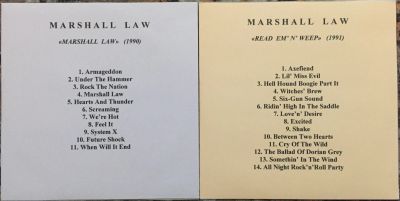 MARSHALL LAW
«MARSHALL LAW» (1990)
1. Armageddon
2. Under The Hammer
3. Rock The Nation
4. Marshall Law
5. Hearts And Thunder
6. Screaming
7. We're Hot
8. Feel It
9. System X
10. Future Shock
11. When Will It End
MARSHALL LAW
«READ EM' N' WEEP» (1991)
1. Axefiend
2. Lil' Miss Evil
3. Hell Hound Boogie Part It
4. Witches' Brew
5. Six-Gun Sound
6. Ridin' High In The Saddle
7. Love'n' Desire
8. Excited
9. Shake
10. Between Two Hearts
11. Cry Of The Wild
12. The Ballad Of Dorian Grey
13. Somethin' In The Wind
14. All Night Rock'n'Roll Party